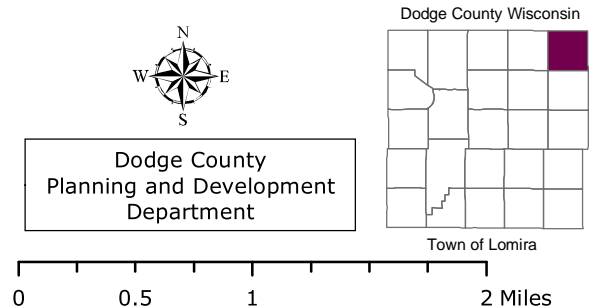 Dodge County Wisconsin
N
W E
S
Dodge County
Planning and Development
Department
Town of Lomira
0 0.5 1 2 Miles